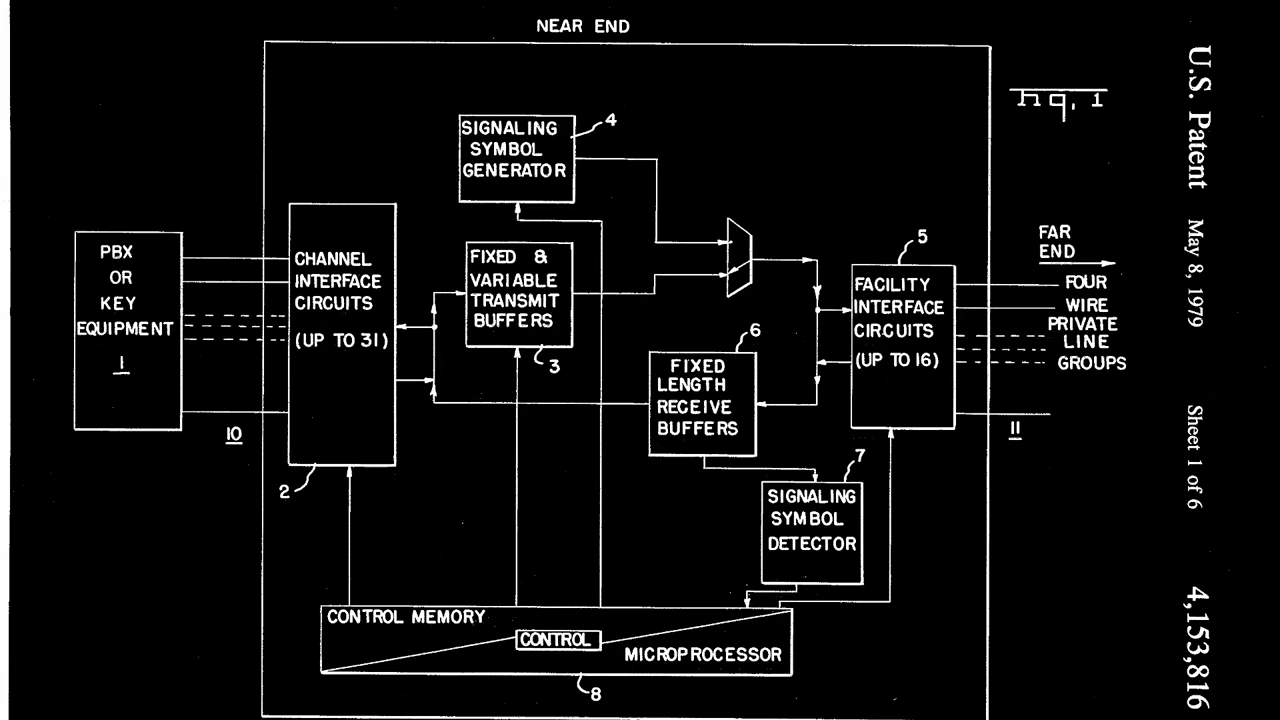 NEAR END
Fig. 1
SIGNALING
SYMBOL
GENERATOR
4
PBX
OR
KEY
EQUIPMENT
1
CHANNEL
INTERFACE
CIRCUITS
(UP TO 31)
2
10
FIXED &
VARIABLE
TRANSMIT
BUFFERS
3
5
FACILITY
INTERFACE
CIRCUITS
(UP TO 16)
FAR
END
FOUR
WIRE
PRIVATE
LINE
GROUPS
11
6
FIXED
LENGTH
RECEIVE
BUFFERS
7
SIGNALING
SYMBOL
DETECTOR
CONTROL MEMORY
CONTROL
MICROPROCESSOR
8
U.S. Patent May 8, 1979 Sheet 1 of 6 4,153,816